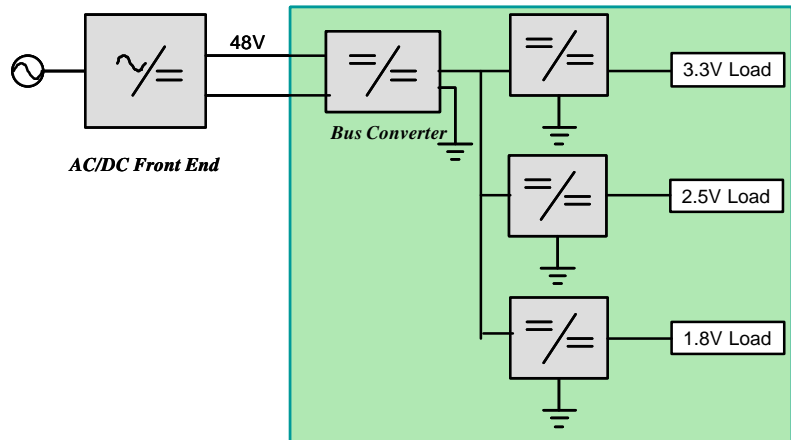 48V
3.3V Load
Bus Converter
AC/DC Front End
2.5V Load
1.8V Load